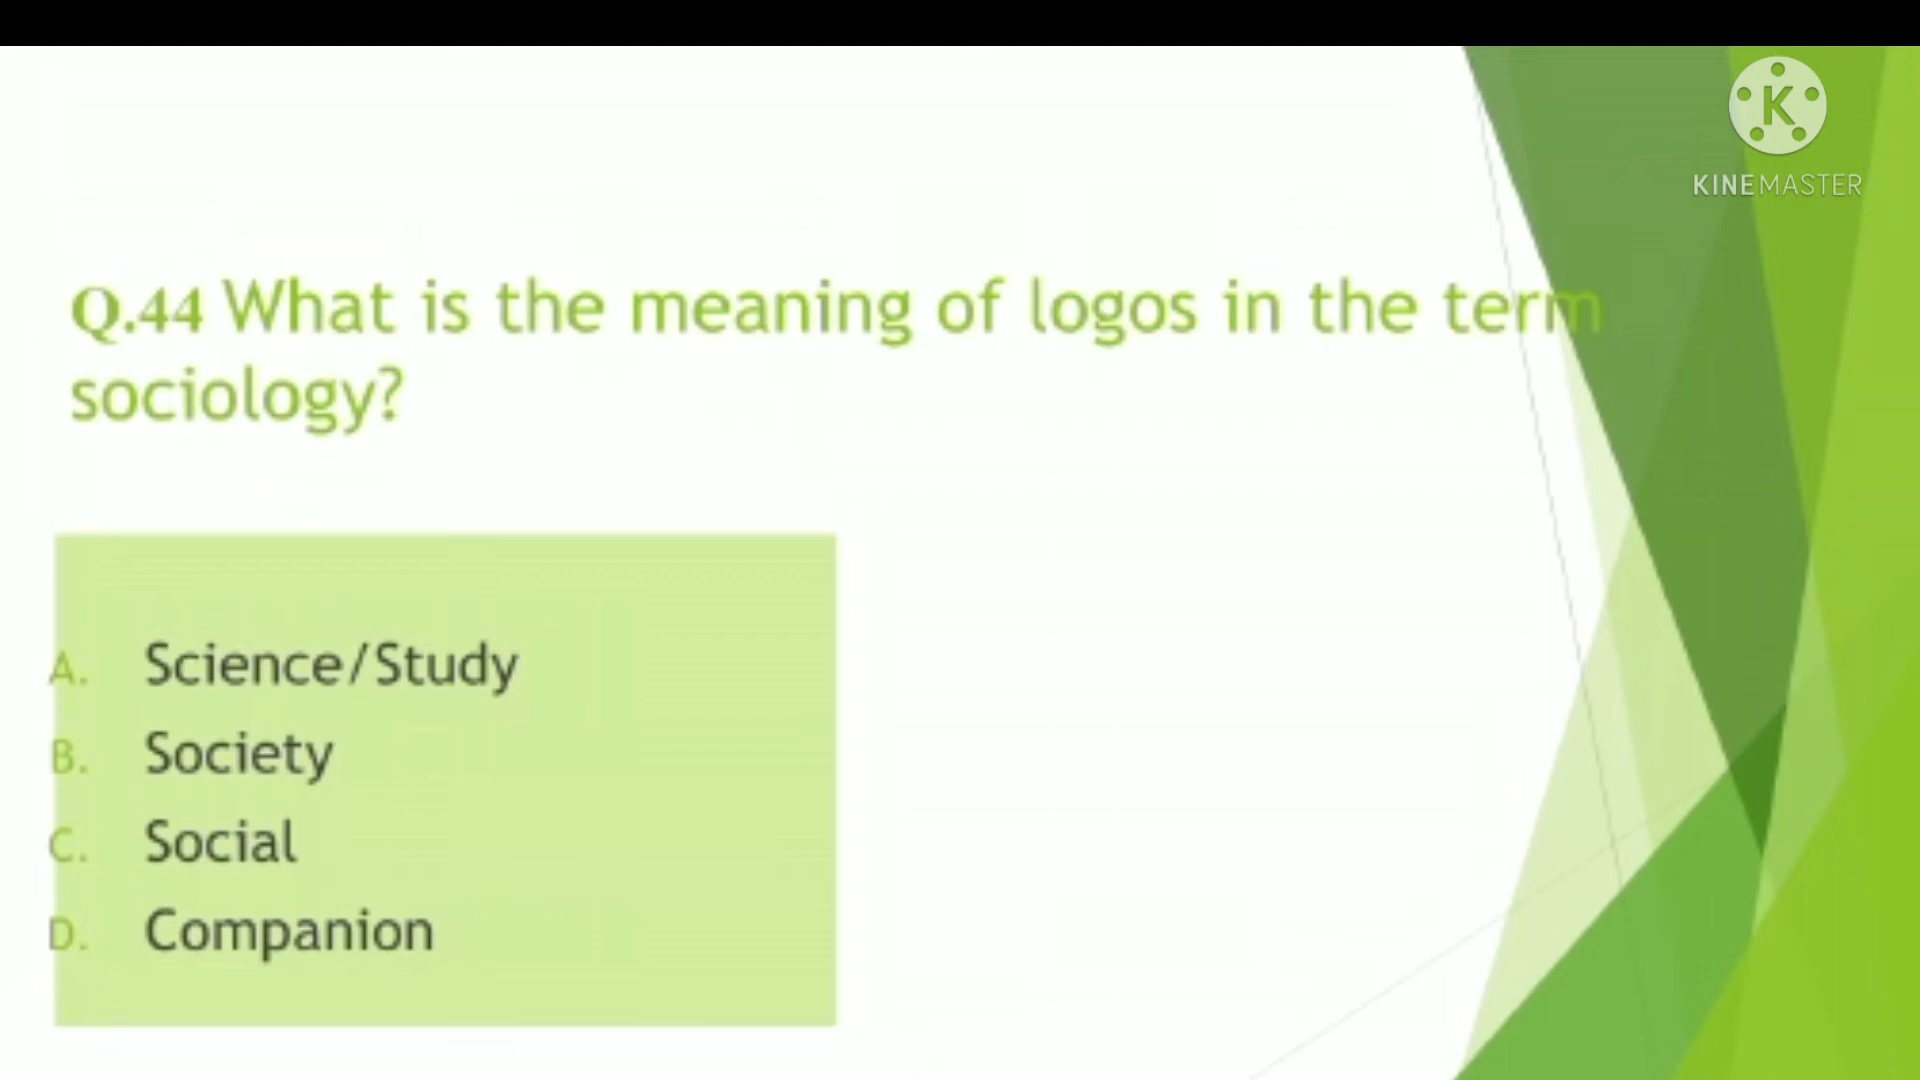 K
KINEMASTER
Q.44 What is the meaning of logos in the term
sociology?
A. Science/Study
B. Society
C. Social
D. Companion